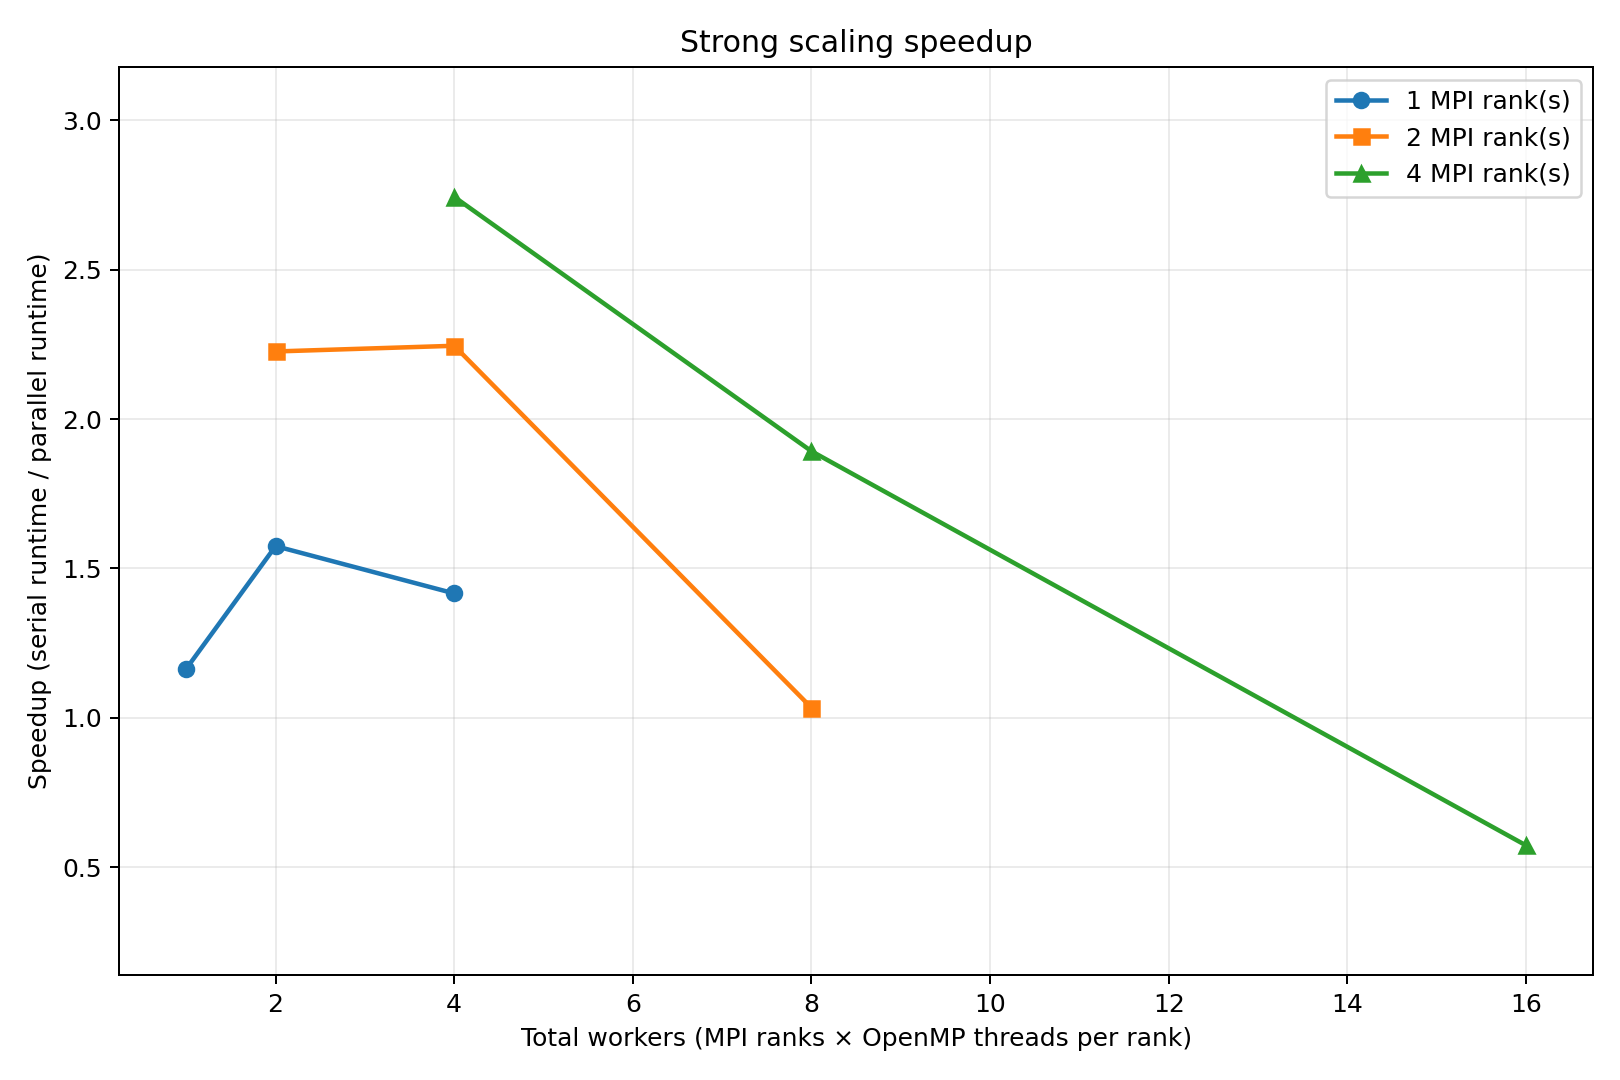 Strong scaling speedup
1 MPI rank(s)
2 MPI rank(s)
4 MPI rank(s)
Speedup (serial runtime / parallel runtime)
3.0
2.5
2.0
1.5
1.0
0.5
2 4 6 8 10 12 14 16
Total workers (MPI ranks × OpenMP threads per rank)